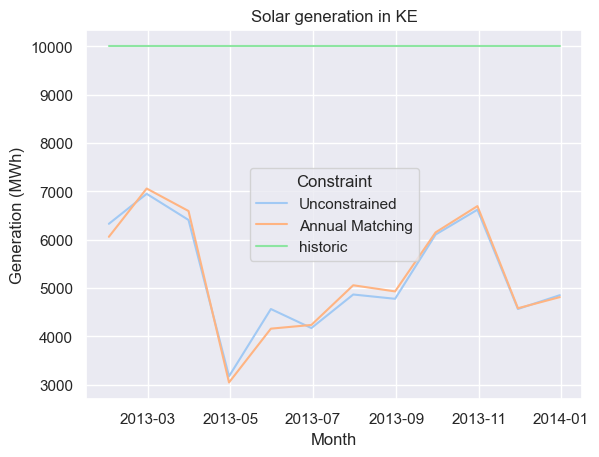 Solar generation in KE
10000
9000
8000
7000
6000
5000
4000
3000
Generation (MWh)
Constraint
Unconstrained
Annual Matching
historic
2013-03
2013-05
2013-07
2013-09
2013-11
2014-01
Month